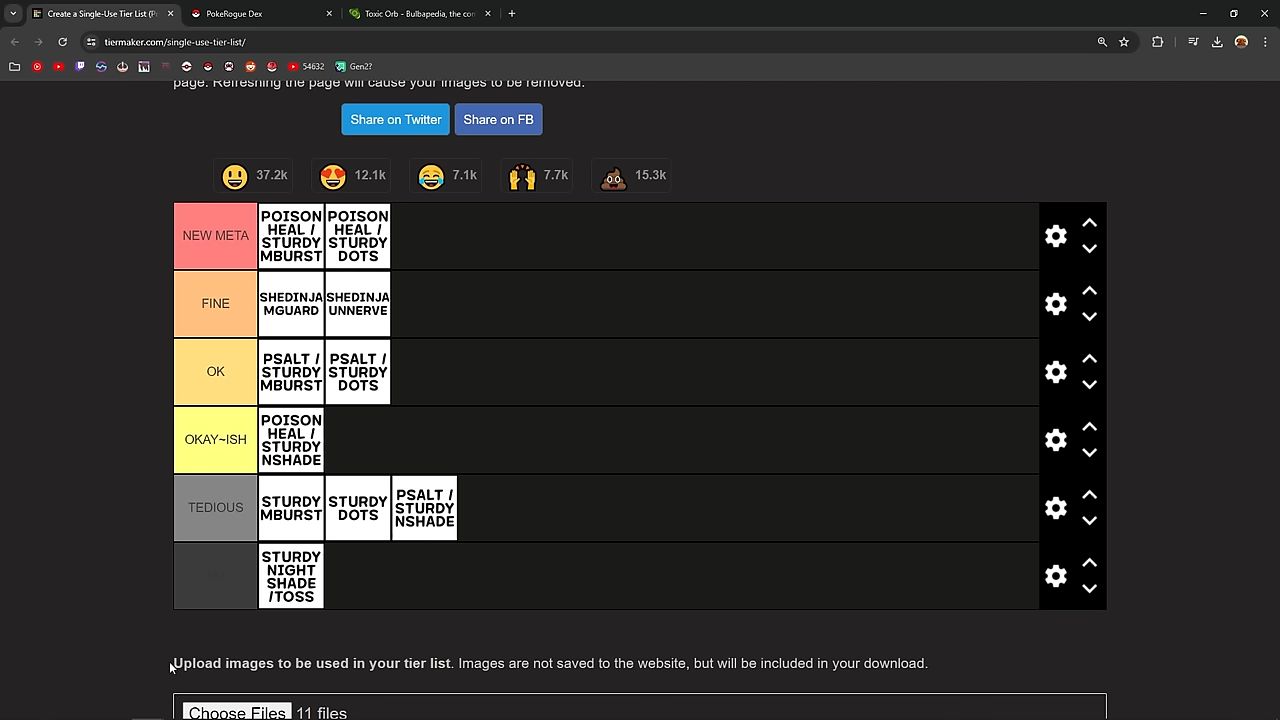 Create a Single-Use Tier List (Pr
PokeRogue Dex
Toxic Orb - Bulbapedia, the con
tiermaker.com/single-use-tier-list/
54632
Gen2?
page. Refreshing the page will cause your images to be removed.
Share on Twitter
Share on FB
37.2k
12.1k
7.1k
7.7k
15.3k
NEW META
POISON
HEAL /
STURDY
MBURST
POISON
HEAL /
STURDY
DOTS
FINE
SHEDINJA
MGUARD
SHEDINJA
UNNERVE
OK
PSALT /
STURDY
MBURST
PSALT /
STURDY
DOTS
OKAY~ISH
POISON
HEAL /
STURDY
NSHADE
TEDIOUS
STURDY
MBURST
STURDY
DOTS
PSALT /
STURDY
NSHADE
STURDY
NIGHT
SHADE
/TOSS
Upload images to be used in your tier list. Images are not saved to the website, but will be included in your download.
Choose Files 11 files